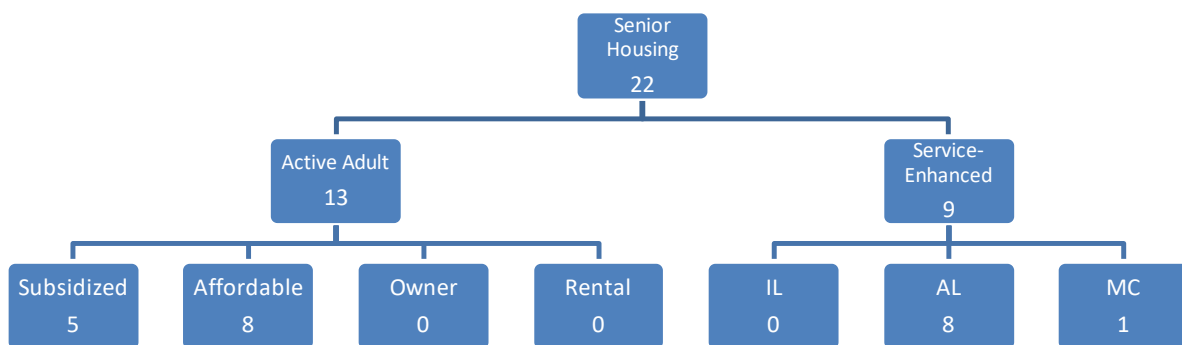 Senior
Housing
22
Active Adult
13
Service-
Enhanced
9
Subsidized
5
Affordable
8
Owner
0
Rental
0
IL
0
AL
8
MC
1